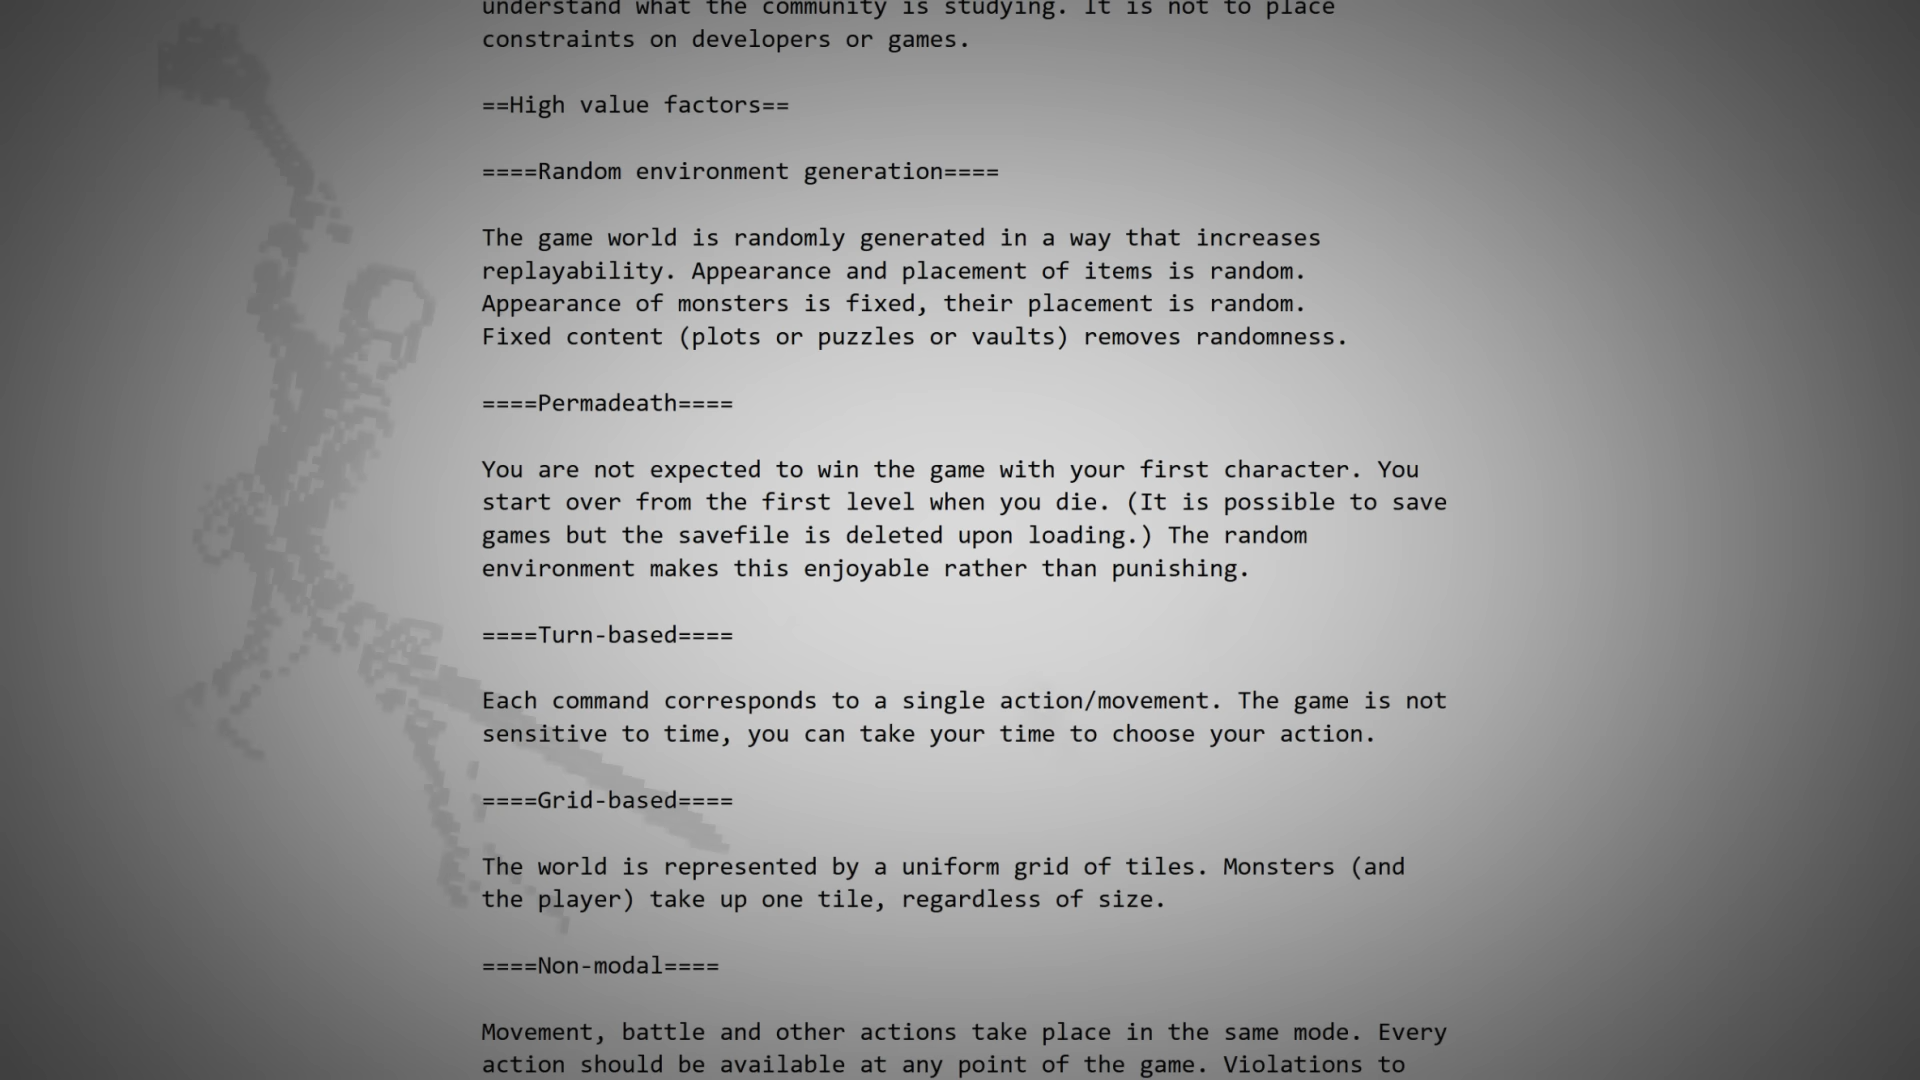 understand what the community is studying. It is not to place
constraints on developers or games.
==High value factors==
====Random environment generation====
The game world is randomly generated in a way that increases
replayability. Appearance and placement of items is random.
Appearance of monsters is fixed, their placement is random.
Fixed content (plots or puzzles or vaults) removes randomness.
====Permadeath====
You are not expected to win the game with your first character. You
start over from the first level when you die. (It is possible to save
games but the savefile is deleted upon loading.) The random
environment makes this enjoyable rather than punishing.
====Turn-based====
Each command corresponds to a single action/movement. The game is not
sensitive to time, you can take your time to choose your action.
====Grid-based====
The world is represented by a uniform grid of tiles. Monsters (and
the player) take up one tile, regardless of size.
====Non-modal====
Movement, battle and other actions take place in the same mode. Every
action should be available at any point of the game. Violations to